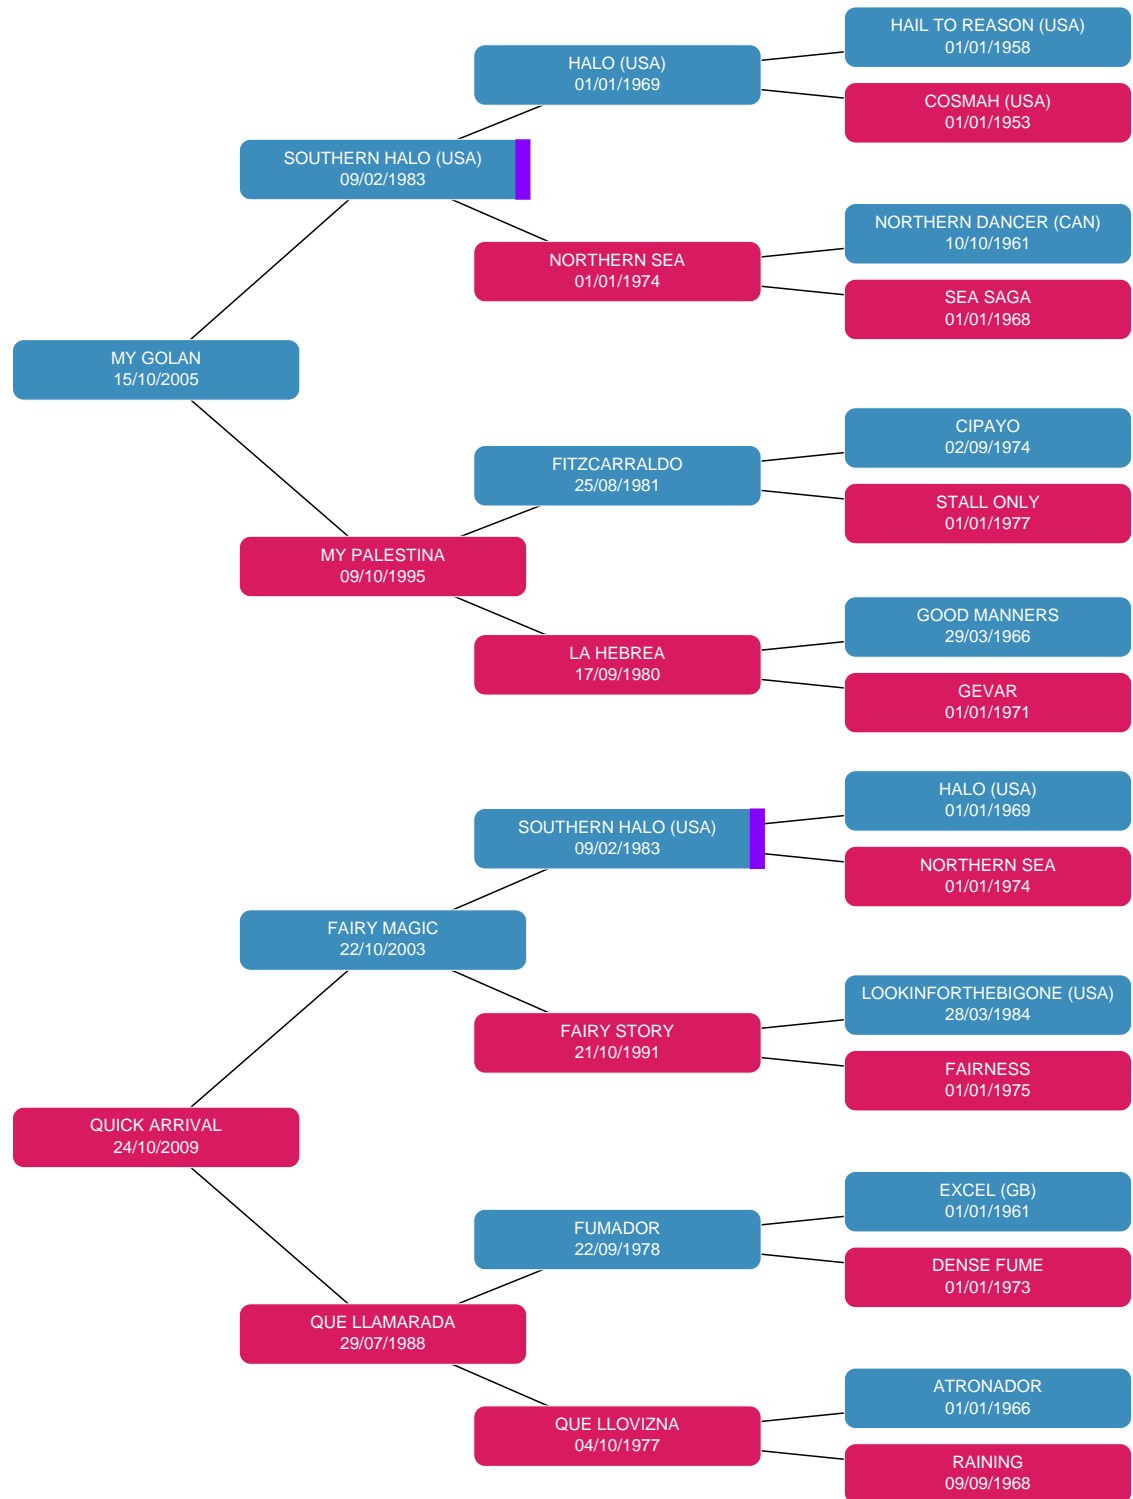 HAIL TO REASON (USA)
01/01/1958
HALO (USA)
01/01/1969
COSMAH (USA)
01/01/1953
SOUTHERN HALO (USA)
09/02/1983
NORTHERN DANCER (CAN)
10/10/1961
NORTHERN SEA
01/01/1974
SEA SAGA
01/01/1968
MY GOLAN
15/10/2005
CIPAYO
02/09/1974
FITZCARRALDO
25/08/1981
STALL ONLY
01/01/1977
MY PALESTINA
09/10/1995
GOOD MANNERS
29/03/1966
LA HEBREA
17/09/1980
GEVAR
01/01/1971
HALO (USA)
01/01/1969
SOUTHERN HALO (USA)
09/02/1983
NORTHERN SEA
01/01/1974
FAIRY MAGIC
22/10/2003
LOOKINFORTHEBIGONE (USA)
28/03/1984
FAIRY STORY
21/10/1991
FAIRNESS
01/01/1975
QUICK ARRIVAL
24/10/2009
EXCEL (GB)
01/01/1961
FUMADOR
22/09/1978
DENSE FUME
01/01/1973
QUE LLAMARADA
29/07/1988
ATRONADOR
01/01/1966
QUE LLOVIZNA
04/10/1977
RAINING
09/09/1968